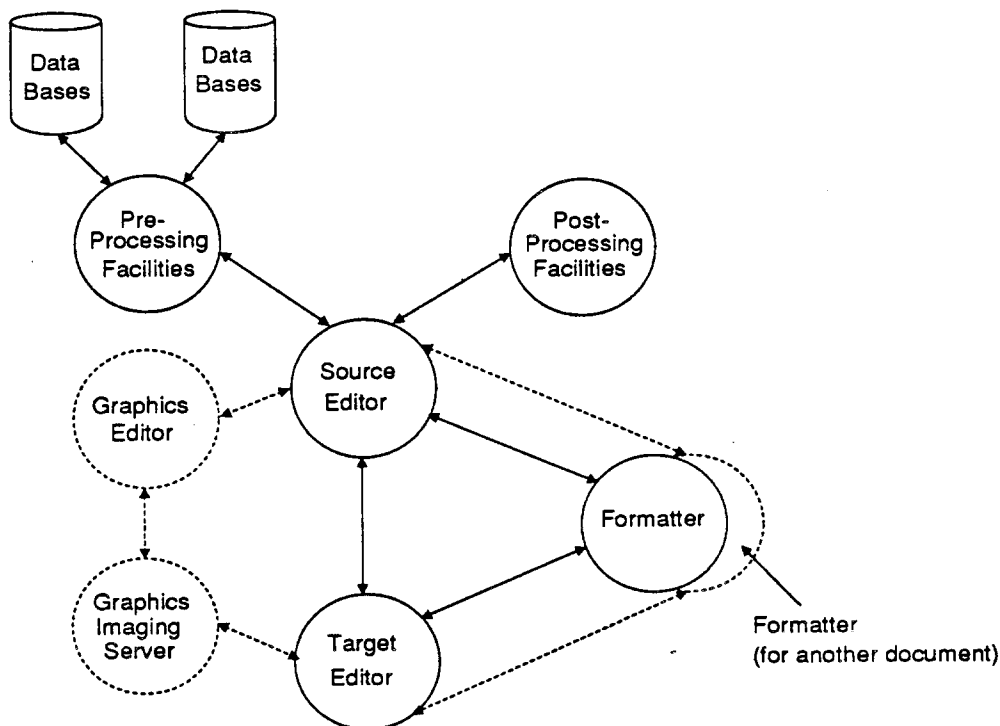 Data
Bases
Data
Bases
Pre-
Processing
Facilities
Post-
Processing
Facilities
Source
Editor
Graphics
Editor
Formatter
Graphics
Imaging
Server
Target
Editor
Formatter
(for another document)